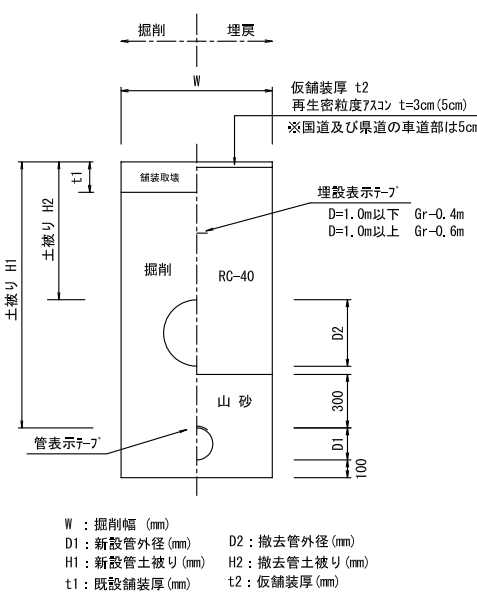 掘削 埋戻
W
仮舗装厚 t2
再生密粒度アスコン t=3cm(5cm)
※国道及び県道の車道部は5cm
t1
舗装取壊
埋設表示テープ
D=1.0m以下 Gr-0.4m
D=1.0m以上 Gr-0.6m
土被り H2
土被り H1
掘削
RC-40
D2
山 砂
300
管表示テープ
D1
100
W : 掘削幅 (mm)
D1 : 新設管外径(mm) D2 : 撤去管外径(mm)
H1 : 新設管土被り(mm) H2 : 撤去管土被り(mm)
t1 : 既設舗装厚(mm) t2 : 仮舗装厚(mm)